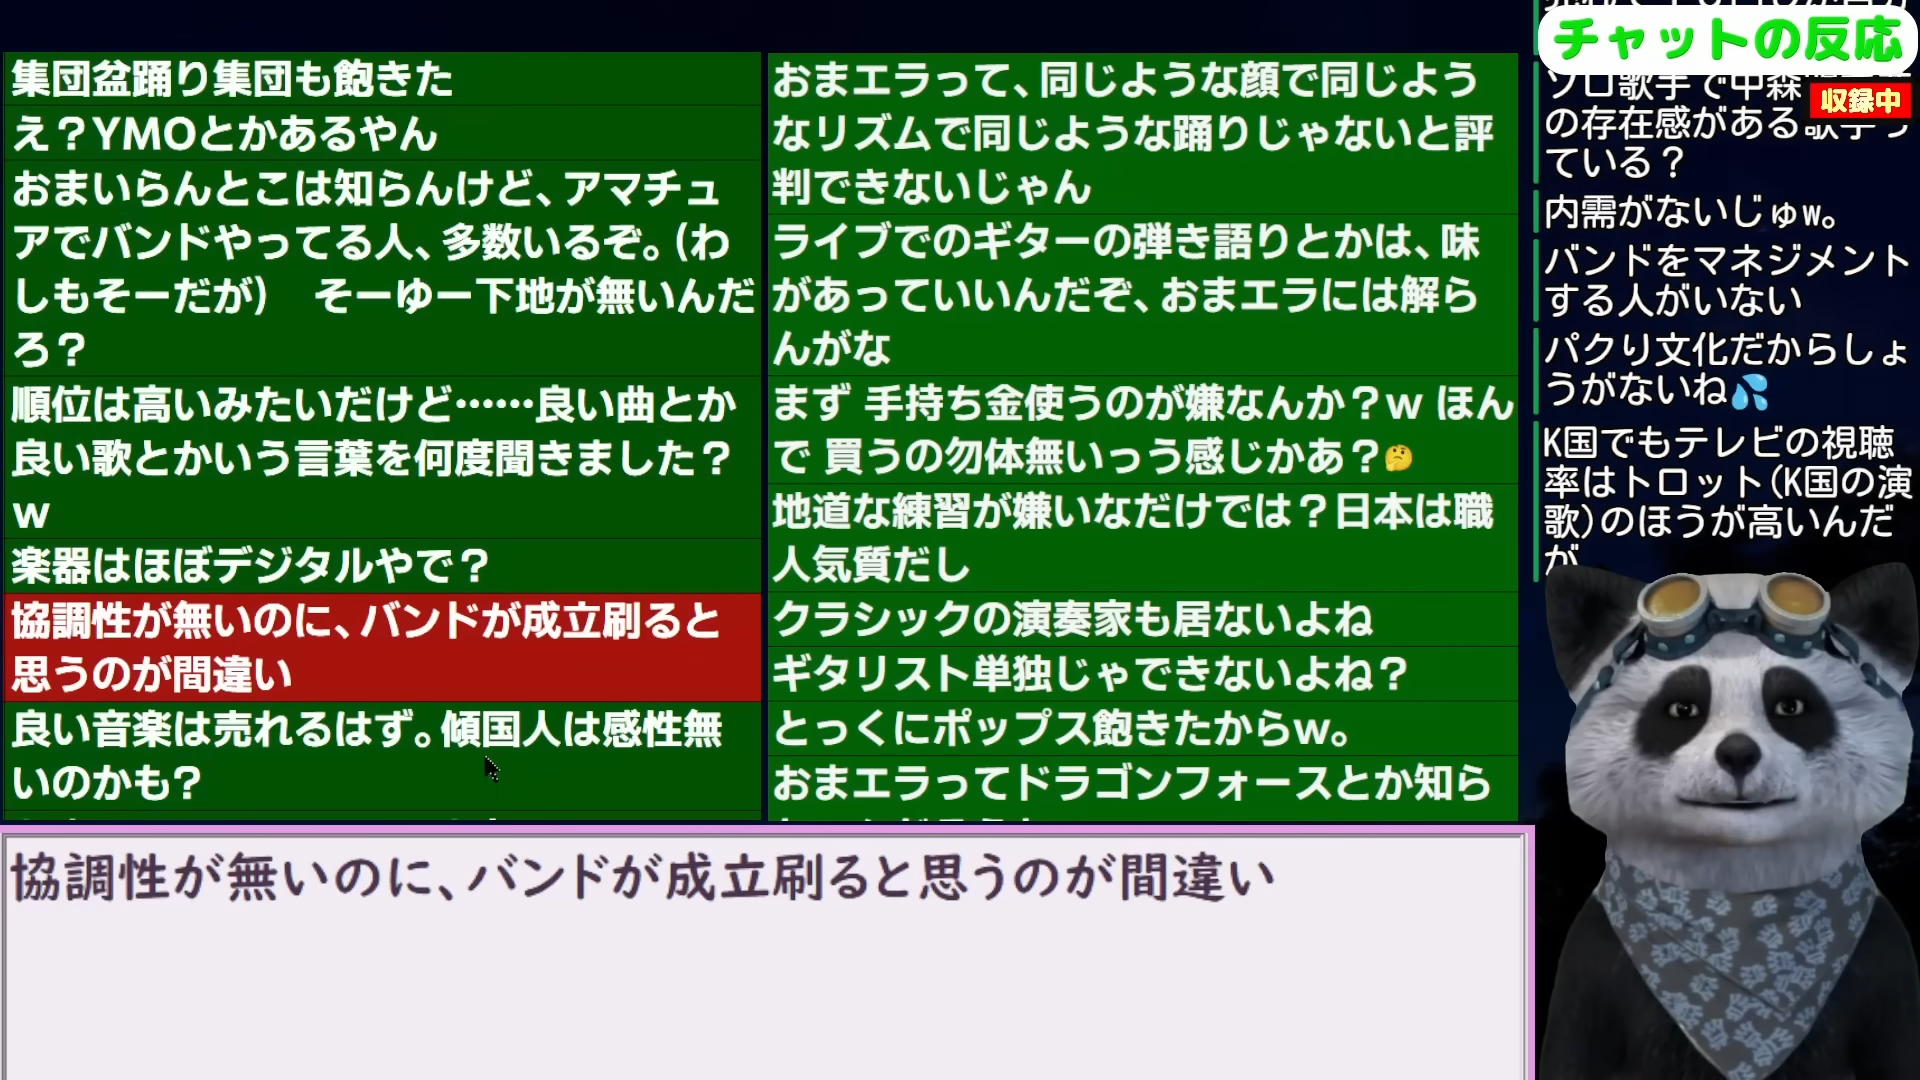 集団盆踊り集団も飽きた
え？YMOとかあるやん
おまいらんとこは知らんけど、アマチュ
アでバンドやってる人、多数いるぞ。（わ
しもそーだが）　そーゆー下地が無いんだ
ろ？
順位は高いみたいだけど……良い曲とか
良い歌とかいう言葉を何度聞きました？
w
楽器はほぼデジタルやで？
協調性が無いのに、バンドが成立刷ると
思うのが間違い
良い音楽は売れるはず。傾国人は感性無
いのかも？
おまエラって、同じような顔で同じよう
なリズムで同じような踊りじゃないと評
判できないじゃん
ライブでのギターの弾き語りとかは、味
があっていいんだぞ、おまエラには解ら
んがな
まず 手持ち金使うのが嫌なんか？w ほん
で 買うの勿体無いっう感じかあ？🤔
地道な練習が嫌いなだけでは？日本は職
人気質だし
クラシックの演奏家も居ないよね
ギタリスト単独じゃできないよね？
とっくにポップス飽きたからw。
おまエラってドラゴンフォースとか知ら
チャットの反応
収録中
ソロ歌手で中森
の存在感がある歌手っ
ている？
内需がないじゅw。
バンドをマネジメント
する人がいない
パクり文化だからしょ
うがないね💦
K国でもテレビの視聴
率はトロット（K国の演
歌）のほうが高いんだ
が
協調性が無いのに、バンドが成立刷ると思うのが間違い